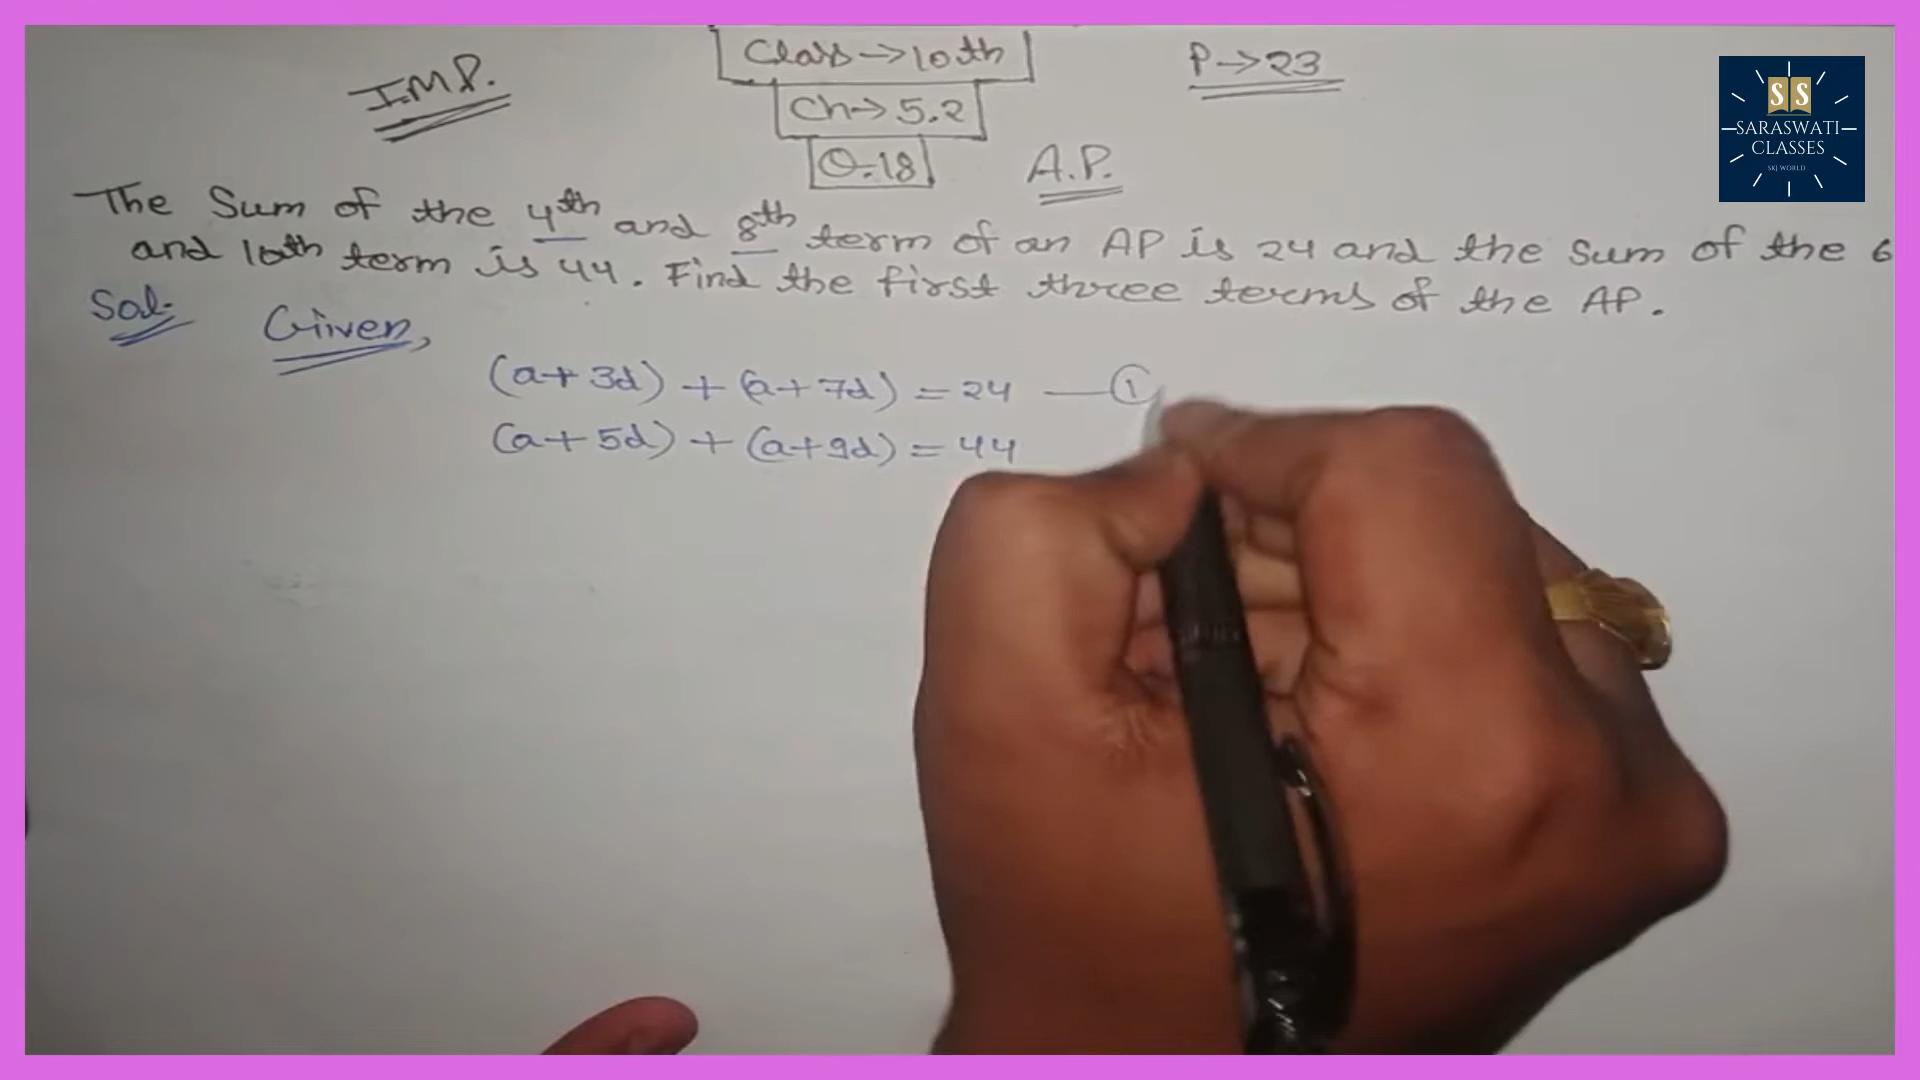 I.M.P.
Class→10th
P→23
Ch→5.2
Q.18
A.P.
The Sum of the 4th and 8th term of an AP is 24 and the sum of the 6
and 10th term is 44. Find the first three terms of the AP.
Sol.
Given,
(a+3d) + (a+7d) = 24 —①
(a+5d) + (a+9d) = 44
SS
SARASWATI
CLASSES
SKJ WORLD